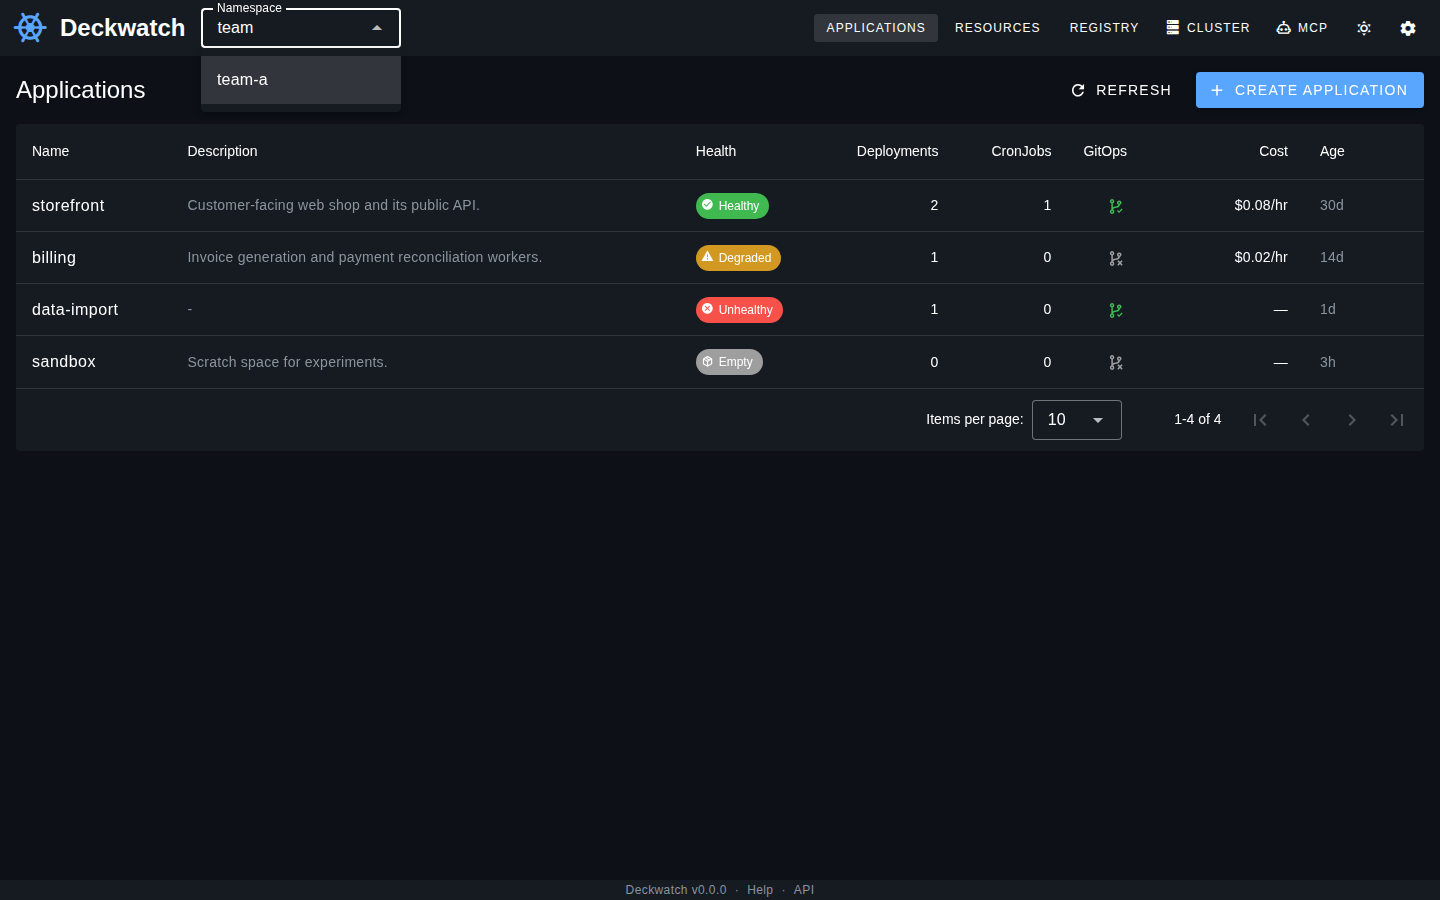 Deckwatch
Namespace
team
APPLICATIONS
RESOURCES
REGISTRY
CLUSTER
MCP
team-a
Applications
REFRESH
CREATE APPLICATION
Name Description Health Deployments CronJobs GitOps Cost Age
storefront Customer-facing web shop and its public API. Healthy 2 1 $0.08/hr 30d
billing Invoice generation and payment reconciliation workers. Degraded 1 0 $0.02/hr 14d
data-import - Unhealthy 1 0 — 1d
sandbox Scratch space for experiments. Empty 0 0 — 3h
Items per page: 10 1-4 of 4
Deckwatch v0.0.0 · Help · API